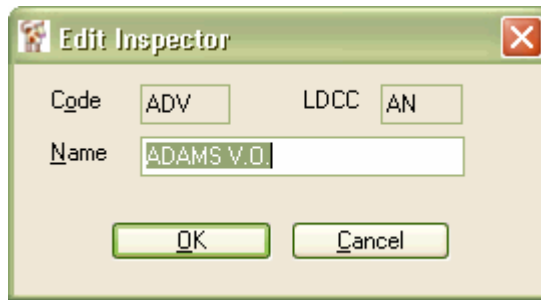 Edit Inspector
Code ADV LDCC AN
Name ADAMS V.O.
OK Cancel